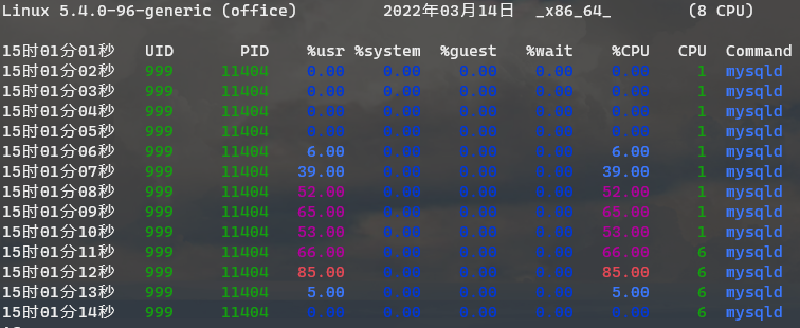 Linux 5.4.0-96-generic (office) 2022年03月14日 _x86_64_ (8 CPU)
15时01分01秒 UID PID %usr %system %guest %wait %CPU CPU Command
15时01分02秒 999 11404 0.00 0.00 0.00 0.00 0.00 1 mysqld
15时01分03秒 999 11404 0.00 0.00 0.00 0.00 0.00 1 mysqld
15时01分04秒 999 11404 0.00 0.00 0.00 0.00 0.00 1 mysqld
15时01分05秒 999 11404 0.00 0.00 0.00 0.00 0.00 1 mysqld
15时01分06秒 999 11404 6.00 0.00 0.00 0.00 6.00 1 mysqld
15时01分07秒 999 11404 39.00 0.00 0.00 0.00 39.00 1 mysqld
15时01分08秒 999 11404 52.00 0.00 0.00 0.00 52.00 1 mysqld
15时01分09秒 999 11404 65.00 0.00 0.00 0.00 65.00 1 mysqld
15时01分10秒 999 11404 53.00 0.00 0.00 0.00 53.00 1 mysqld
15时01分11秒 999 11404 66.00 0.00 0.00 0.00 66.00 6 mysqld
15时01分12秒 999 11404 85.00 0.00 0.00 0.00 85.00 6 mysqld
15时01分13秒 999 11404 5.00 0.00 0.00 0.00 5.00 6 mysqld
15时01分14秒 999 11404 0.00 0.00 0.00 0.00 0.00 6 mysqld